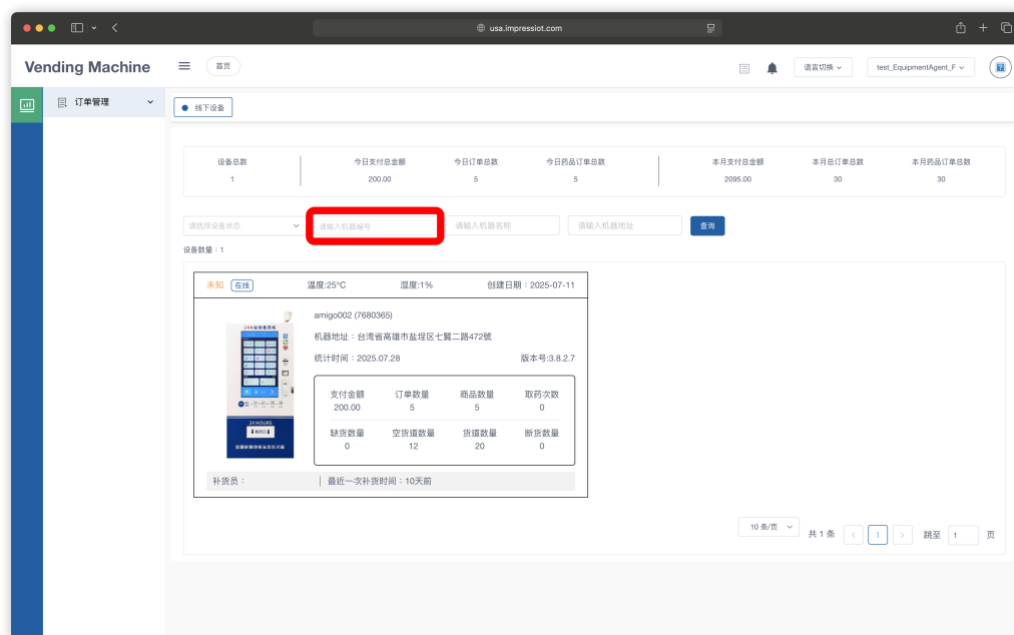 usa.impressiot.com
Vending Machine
首页
语言切换
test_EquipmentAgent_F
订单管理
线下设备
设备总数 今日支付总金额 今日订单总数 今日药品订单总数 本月支付总金额 本月总订单总数 本月药品订单总数
1 200.00 5 5 2095.00 30 30
请选择设备状态 请输入机器编号 请输入机器名称 请输入机器地址 查询
设备数量：1
未知 在线 温度:25°C 湿度:1% 创建日期：2025-07-11
amigo002 (7680365)
机器地址：台湾省高雄市盐埕区七賢二路472號
统计时间：2025.07.28 版本号:3.8.2.7
支付金额 订单数量 商品数量 取药次数
200.00 5 5 0
缺货数量 空货道数量 货道数量 断货数量
0 12 20 0
24 HOURS
补货员： 最近一次补货时间：10天前
10 条/页 共 1 条 1 跳至 1 页